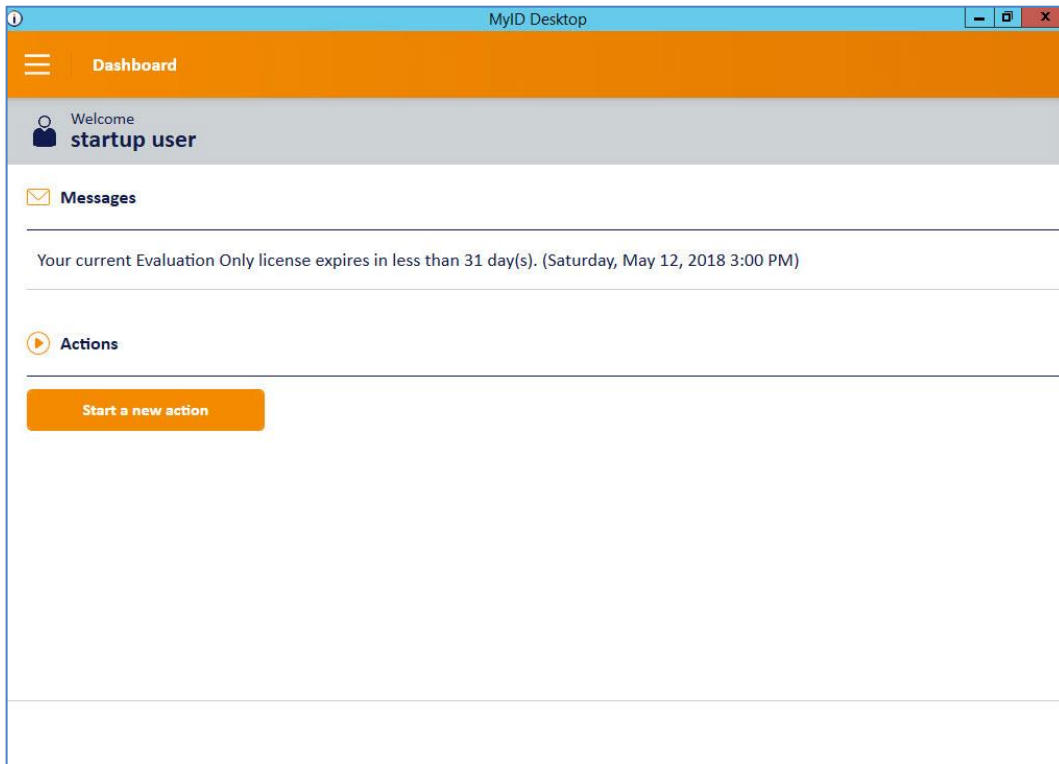 MyID Desktop
Dashboard
Welcome
startup user
Messages
Your current Evaluation Only license expires in less than 31 day(s). (Saturday, May 12, 2018 3:00 PM)
Actions
Start a new action